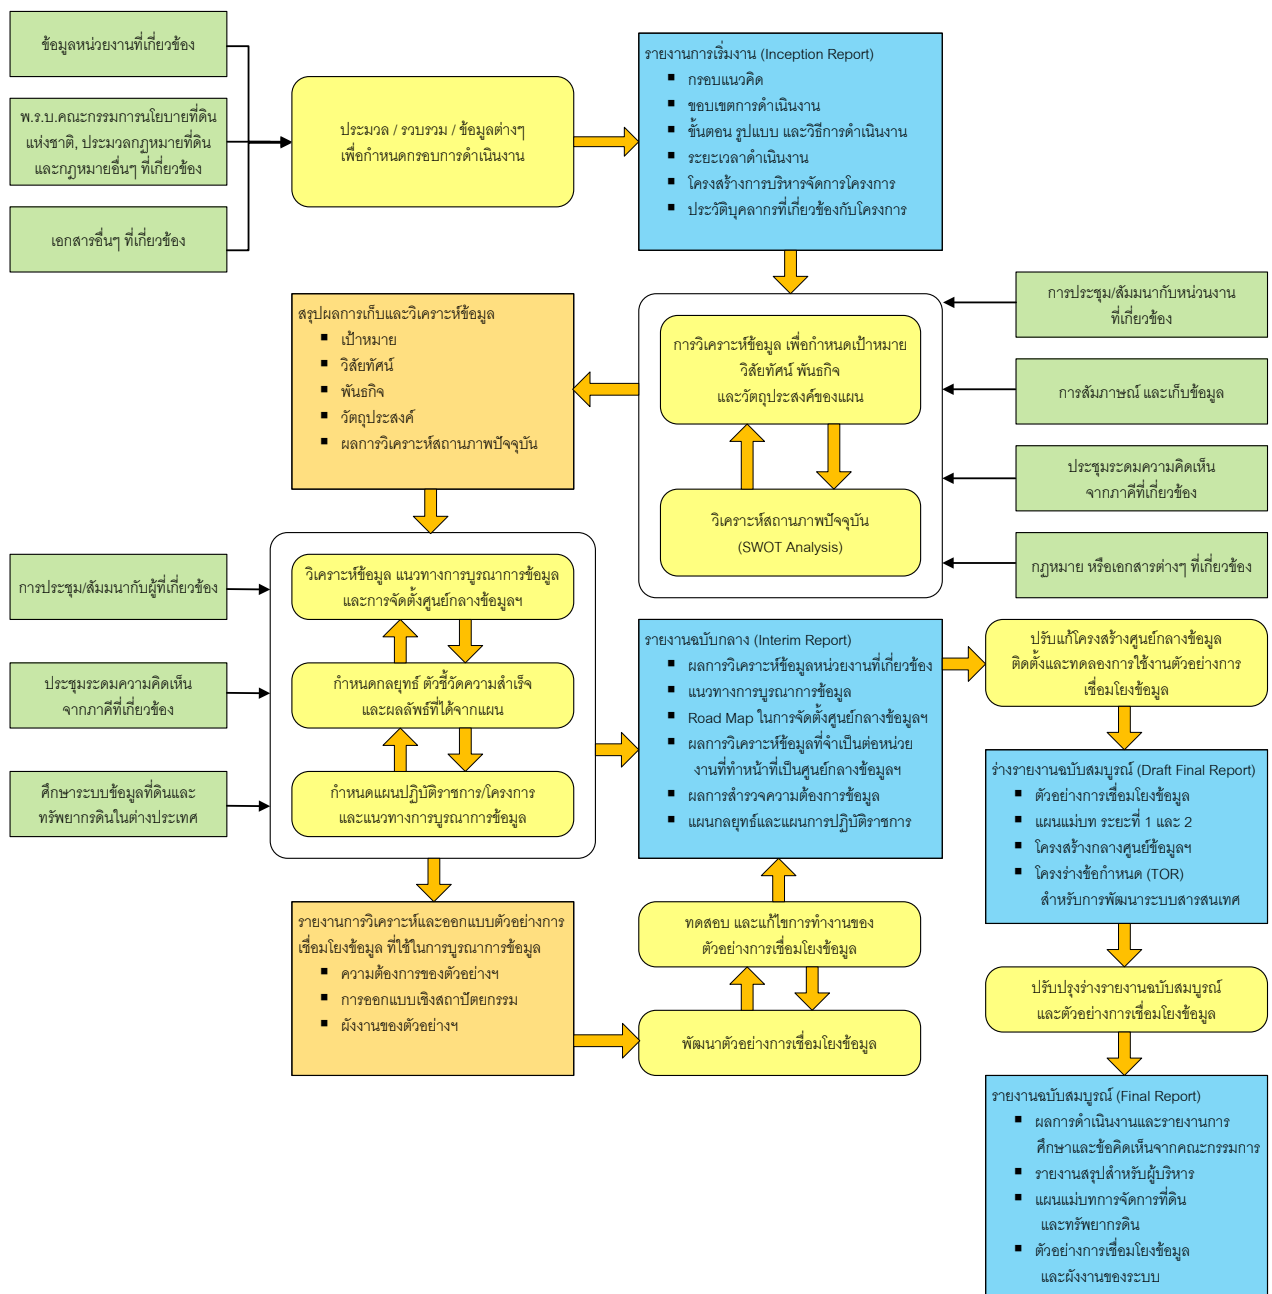 ข้อมูลหน่วยงานที่เกี่ยวข้อง
พ.ร.บ.คณะกรรมการนโยบายที่ดิน
แห่งชาติ, ประมวลกฎหมายที่ดิน
และกฎหมายอื่นๆ ที่เกี่ยวข้อง
เอกสารอื่นๆ ที่เกี่ยวข้อง
ประมวล / รวบรวม / ข้อมูลต่างๆ
เพื่อกำหนดกรอบการดำเนินงาน
รายงานการเริ่มงาน (Inception Report)
▪ กรอบแนวคิด
▪ ขอบเขตการดำเนินงาน
▪ ขั้นตอน รูปแบบ และวิธีการดำเนินงาน
▪ ระยะเวลาดำเนินงาน
▪ โครงสร้างการบริหารจัดการโครงการ
▪ ประวัติบุคลากรที่เกี่ยวข้องกับโครงการ
การประชุม/สัมมนากับหน่วนงาน
ที่เกี่ยวข้อง
การสัมภาษณ์ และเก็บข้อมูล
ประชุมระดมความคิดเห็น
จากภาคีที่เกี่ยวข้อง
กฎหมาย หรือเอกสารต่างๆ ที่เกี่ยวข้อง
การวิเคราะห์ข้อมูล เพื่อกำหนดเป้าหมาย
วิสัยทัศน์ พันธกิจ
และวัตถุประสงค์ของแผน
วิเคราะห์สถานภาพปัจจุบัน
(SWOT Analysis)
สรุปผลการเก็บและวิเคราะห์ข้อมูล
▪ เป้าหมาย
▪ วิสัยทัศน์
▪ พันธกิจ
▪ วัตถุประสงค์
▪ ผลการวิเคราะห์สถานภาพปัจจุบัน
การประชุม/สัมมนากับผู้ที่เกี่ยวข้อง
ประชุมระดมความคิดเห็น
จากภาคีที่เกี่ยวข้อง
ศึกษาระบบข้อมูลที่ดินและ
ทรัพยากรดินในต่างประเทศ
วิเคราะห์ข้อมูล แนวทางการบูรณาการข้อมูล
และการจัดตั้งศูนย์กลางข้อมูลฯ
กำหนดกลยุทธ์ ตัวชี้วัดความสำเร็จ
และผลลัพธ์ที่ได้จากแผน
กำหนดแผนปฏิบัติราชการ/โครงการ
และแนวทางการบูรณาการข้อมูล
รายงานการวิเคราะห์และออกแบบตัวอย่างการ
เชื่อมโยงข้อมูล ที่ใช้ในการบูรณาการข้อมูล
▪ ความต้องการของตัวอย่างฯ
▪ การออกแบบเชิงสถาปัตยกรรม
▪ ผังงานของตัวอย่างฯ
พัฒนาตัวอย่างการเชื่อมโยงข้อมูล
ทดสอบ และแก้ไขการทำงานของ
ตัวอย่างการเชื่อมโยงข้อมูล
รายงานฉบับกลาง (Interim Report)
▪ ผลการวิเคราะห์ข้อมูลหน่วยงานที่เกี่ยวข้อง
▪ แนวทางการบูรณาการข้อมูล
▪ Road Map ในการจัดตั้งศูนย์กลางข้อมูลฯ
▪ ผลการวิเคราะห์ข้อมูลที่จำเป็นต่อหน่วย
งานที่ทำหน้าที่เป็นศูนย์กลางข้อมูลฯ
▪ ผลการสำรวจความต้องการข้อมูล
▪ แผนกลยุทธ์และแผนการปฏิบัติราชการ
ปรับแก้โครงสร้างศูนย์กลางข้อมูล
ติดตั้งและทดลองการใช้งานตัวอย่างการ
เชื่อมโยงข้อมูล
ร่างรายงานฉบับสมบูรณ์ (Draft Final Report)
▪ ตัวอย่างการเชื่อมโยงข้อมูล
▪ แผนแม่บท ระยะที่ 1 และ 2
▪ โครงสร้างกลางศูนย์ข้อมูลฯ
▪ โครงร่างข้อกำหนด (TOR)
สำหรับการพัฒนาระบบสารสนเทศ
ปรับปรุงร่างรายงานฉบับสมบูรณ์
และตัวอย่างการเชื่อมโยงข้อมูล
รายงานฉบับสมบูรณ์ (Final Report)
▪ ผลการดำเนินงานและรายงานการ
ศึกษาและข้อคิดเห็นจากคณะกรรมการ
▪ รายงานสรุปสำหรับผู้บริหาร
▪ แผนแม่บทการจัดการที่ดิน
และทรัพยากรดิน
▪ ตัวอย่างการเชื่อมโยงข้อมูล
และผังงานของระบบ